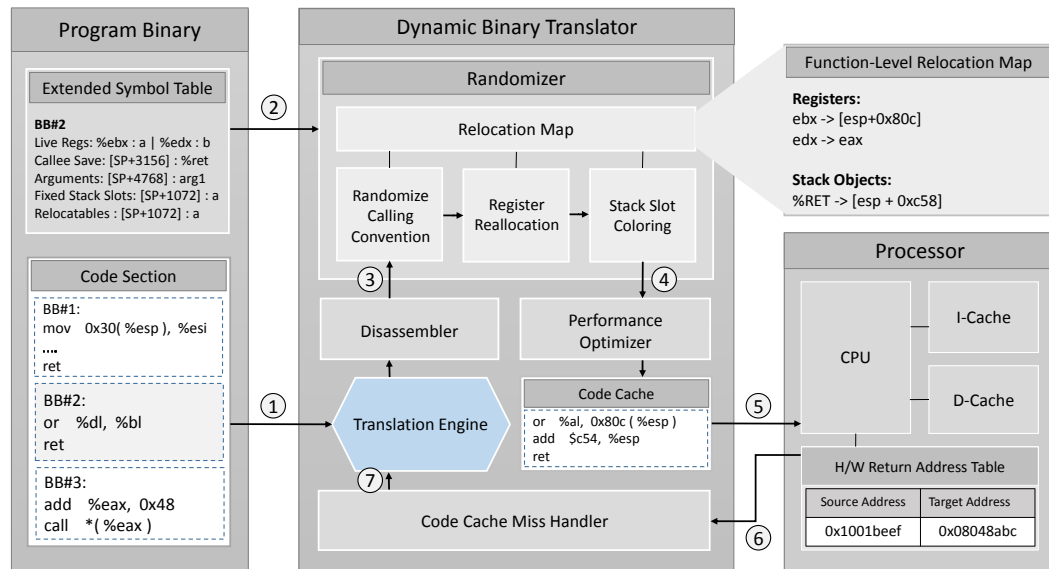 Program Binary
Extended Symbol Table
BB#2
Live Regs: %ebx : a | %edx : b
Callee Save: [SP+3156] : %ret
Arguments: [SP+4768] : arg1
Fixed Stack Slots: [SP+1072] : a
Relocatables : [SP+1072] : a
Code Section
BB#1:
mov 0x30( %esp ), %esi
....
ret
BB#2:
or %dl, %bl
ret
BB#3:
add %eax, 0x48
call *( %eax )
2
1
Dynamic Binary Translator
Randomizer
Relocation Map
Randomize
Calling
Convention
Register
Reallocation
Stack Slot
Coloring
3
4
Disassembler
Performance
Optimizer
Translation Engine
Code Cache
or %al, 0x80c ( %esp )
add $c54, %esp
ret
7
Code Cache Miss Handler
5
6
Function-Level Relocation Map
Registers:
ebx -> [esp+0x80c]
edx -> eax
Stack Objects:
%RET -> [esp + 0xc58]
Processor
CPU
I-Cache
D-Cache
H/W Return Address Table
Source Address Target Address
0x1001beef 0x08048abc